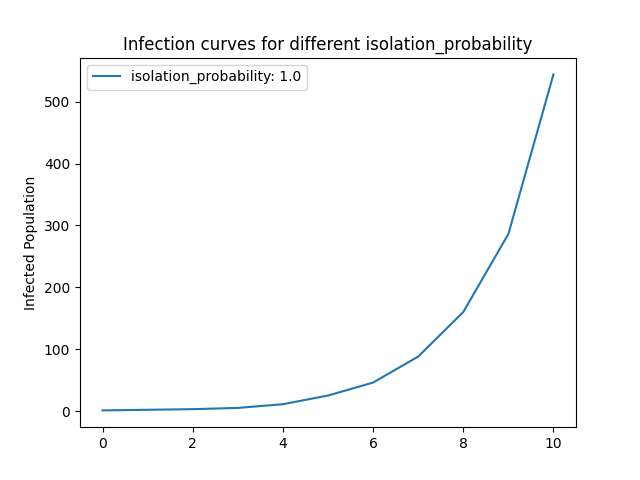 Infection curves for different isolation_probability
isolation_probability: 1.0
Infected Population
500
400
300
200
100
0
0 2 4 6 8 10